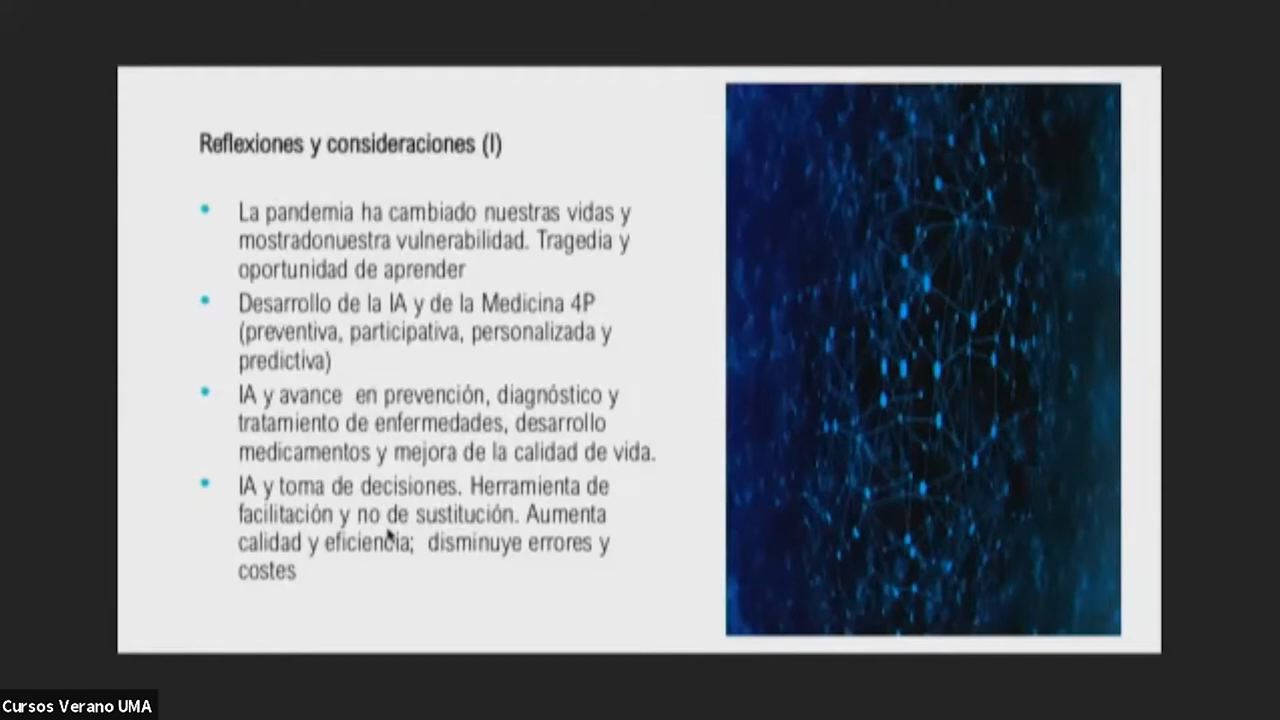 Reflexiones y consideraciones (I)
• La pandemia ha cambiado nuestras vidas y
mostradonuestra vulnerabilidad. Tragedia y
oportunidad de aprender
• Desarrollo de la IA y de la Medicina 4P
(preventiva, participativa, personalizada y
predictiva)
• IA y avance  en prevención, diagnóstico y
tratamiento de enfermedades, desarrollo
medicamentos y mejora de la calidad de vida.
• IA y toma de decisiones. Herramienta de
facilitación y no de sustitución. Aumenta
calidad y eficiencia;  disminuye errores y
costes
Cursos Verano UMA